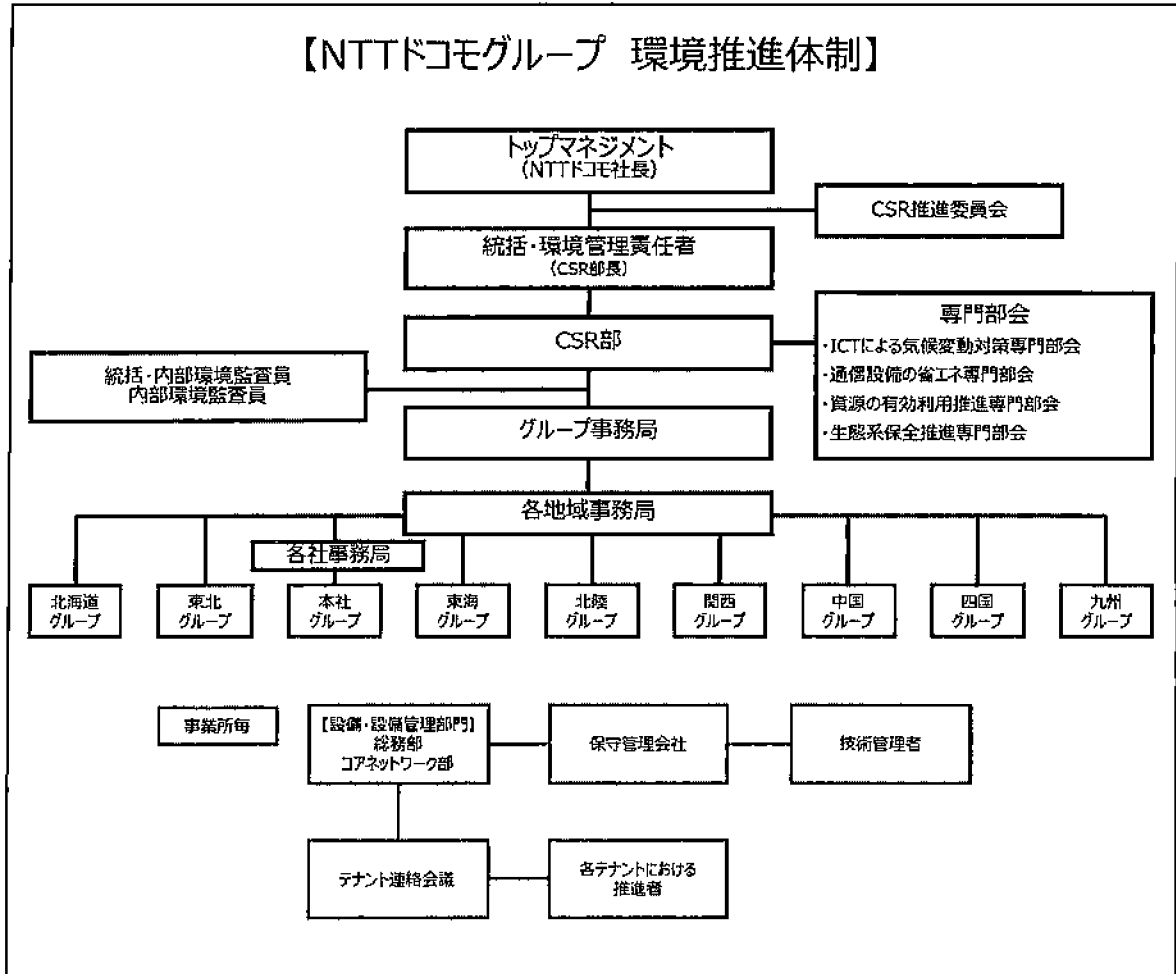 【NTTドコモグループ 環境推進体制】
トップマネジメント
(NTTドコモ社長)
CSR推進委員会
統括・環境管理責任者
(CSR部長)
CSR部
専門部会
・ICTによる気候変動対策専門部会
・通信設備の省エネ専門部会
・資源の有効利用推進専門部会
・生態系保全推進専門部会
統括・内部環境監査員
内部環境監査員
グループ事務局
各地域事務局
各社事務局
北海道
グループ
東北
グループ
本社
グループ
東海
グループ
北陸
グループ
関西
グループ
中国
グループ
四国
グループ
九州
グループ
事業所毎
【設備・設備管理部門】
総務部
コアネットワーク部
保守管理会社
技術管理者
テナント連絡会議
各テナントにおける
推進者